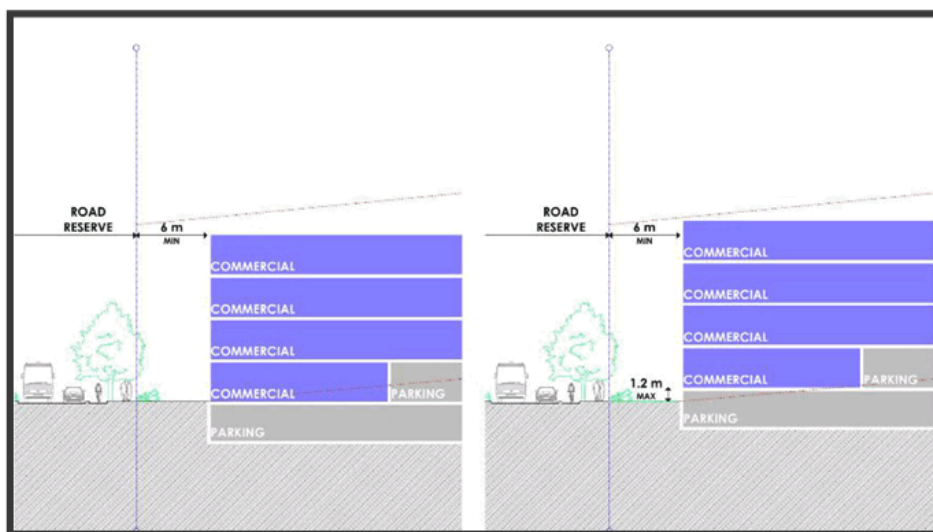 ROAD
RESERVE
6 m
MIN
COMMERCIAL
COMMERCIAL
COMMERCIAL
COMMERCIAL
PARKING
PARKING
ROAD
RESERVE
6 m
MIN
COMMERCIAL
COMMERCIAL
COMMERCIAL
COMMERCIAL
PARKING
1.2 m
MAX
PARKING